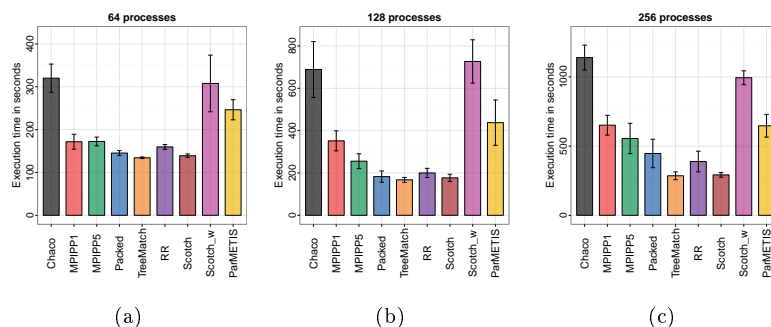 64 processes
Execution time in seconds
0
100
200
300
400
Chaco
MPIPP1
MPIPP5
Packed
TreeMatch
RR
Scotch
Scotch_w
ParMETIS
(a)
128 processes
Execution time in seconds
0
200
400
600
800
Chaco
MPIPP1
MPIPP5
Packed
TreeMatch
RR
Scotch
Scotch_w
ParMETIS
(b)
256 processes
Execution time in seconds
0
500
1000
Chaco
MPIPP1
MPIPP5
Packed
TreeMatch
RR
Scotch
Scotch_w
ParMETIS
(c)